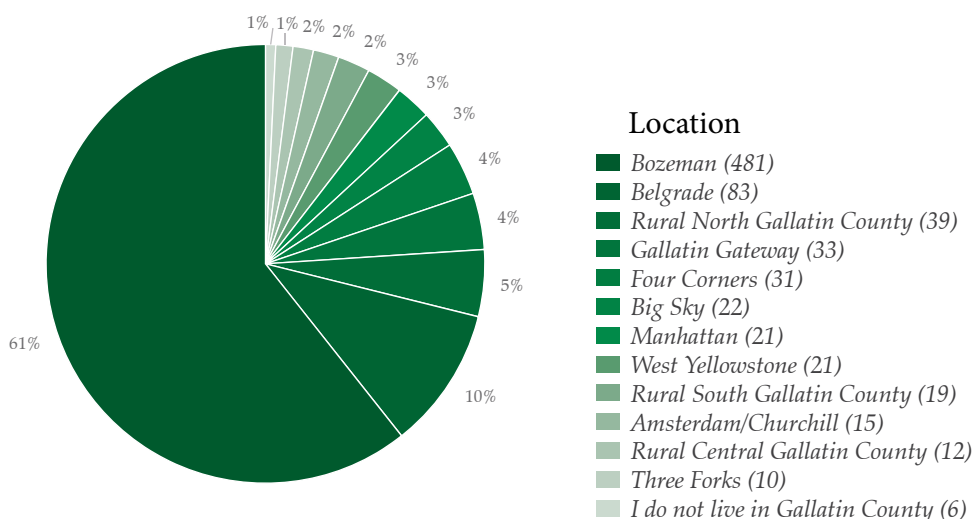 1%
1%
2%
2%
2%
3%
3%
3%
4%
4%
5%
10%
61%
Location
Bozeman (481)
Belgrade (83)
Rural North Gallatin County (39)
Gallatin Gateway (33)
Four Corners (31)
Big Sky (22)
Manhattan (21)
West Yellowstone (21)
Rural South Gallatin County (19)
Amsterdam/Churchill (15)
Rural Central Gallatin County (12)
Three Forks (10)
I do not live in Gallatin County (6)